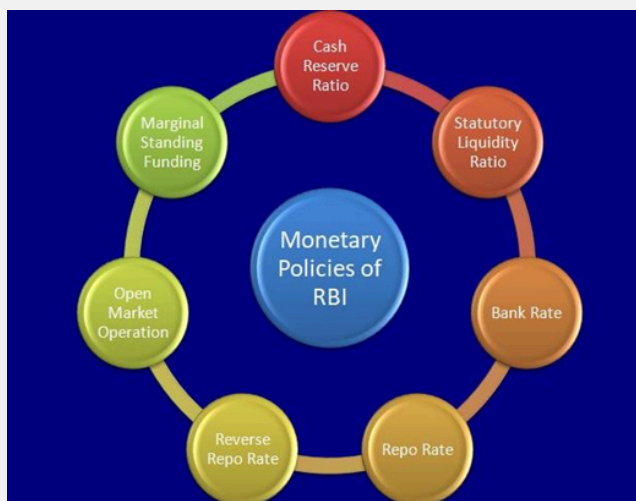 Cash
Reserve
Ratio
Statutory
Liquidity
Ratio
Bank Rate
Repo Rate
Reverse
Repo Rate
Open
Market
Operation
Marginal
Standing
Funding
Monetary
Policies of
RBI